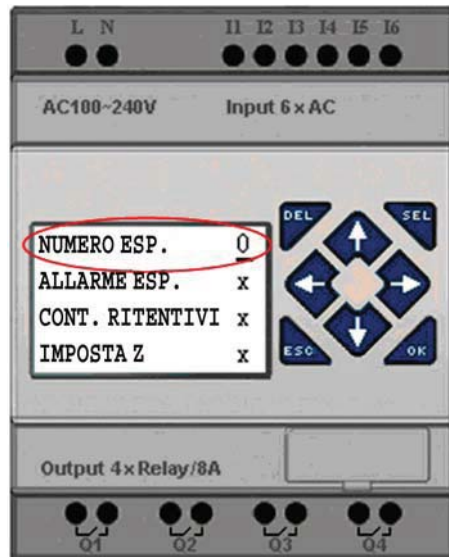 L N I1 I2 I3 I4 I5 I6
AC100~240V Input 6 x AC
DEL SEL
NUMERO ESP. 0
ALLARME ESP. x
CONT. RITENTIVI x
IMPOSTA Z x
ESC OK
Output 4 x Relay/8A
Q1 Q2 Q3 Q4